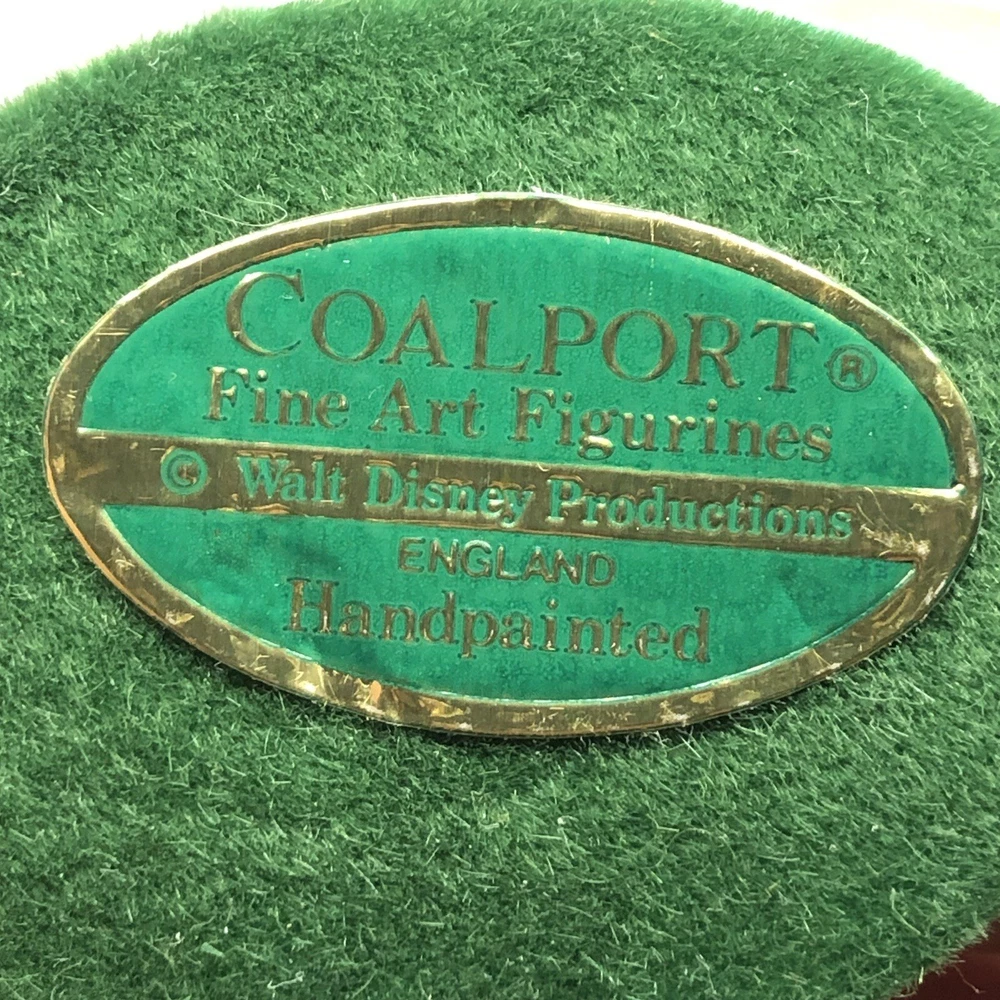 COALPORT®
Fine Art Figurines
© Walt Disney Productions
ENGLAND
Handpainted